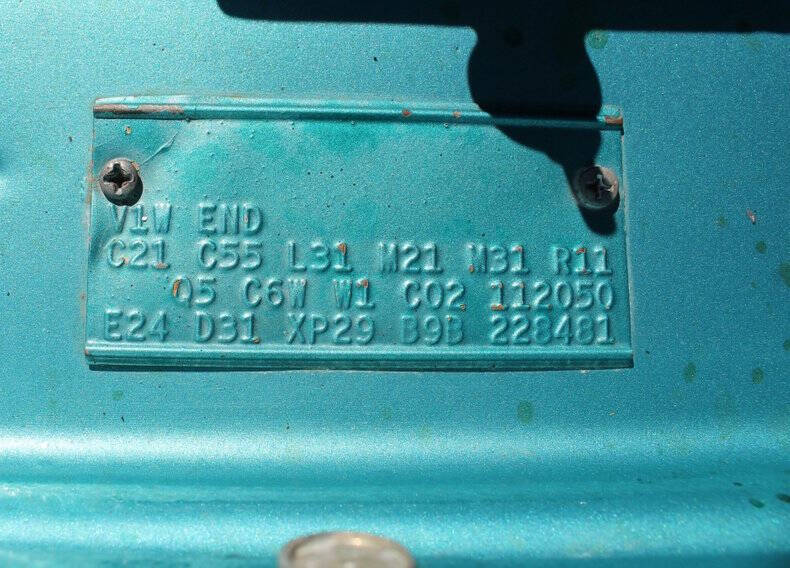 V1W END
C21 C55 L31 M21 M31 R11
Q5 C6W W1 C02 112050
E24 D31 XP29 B9B 228481